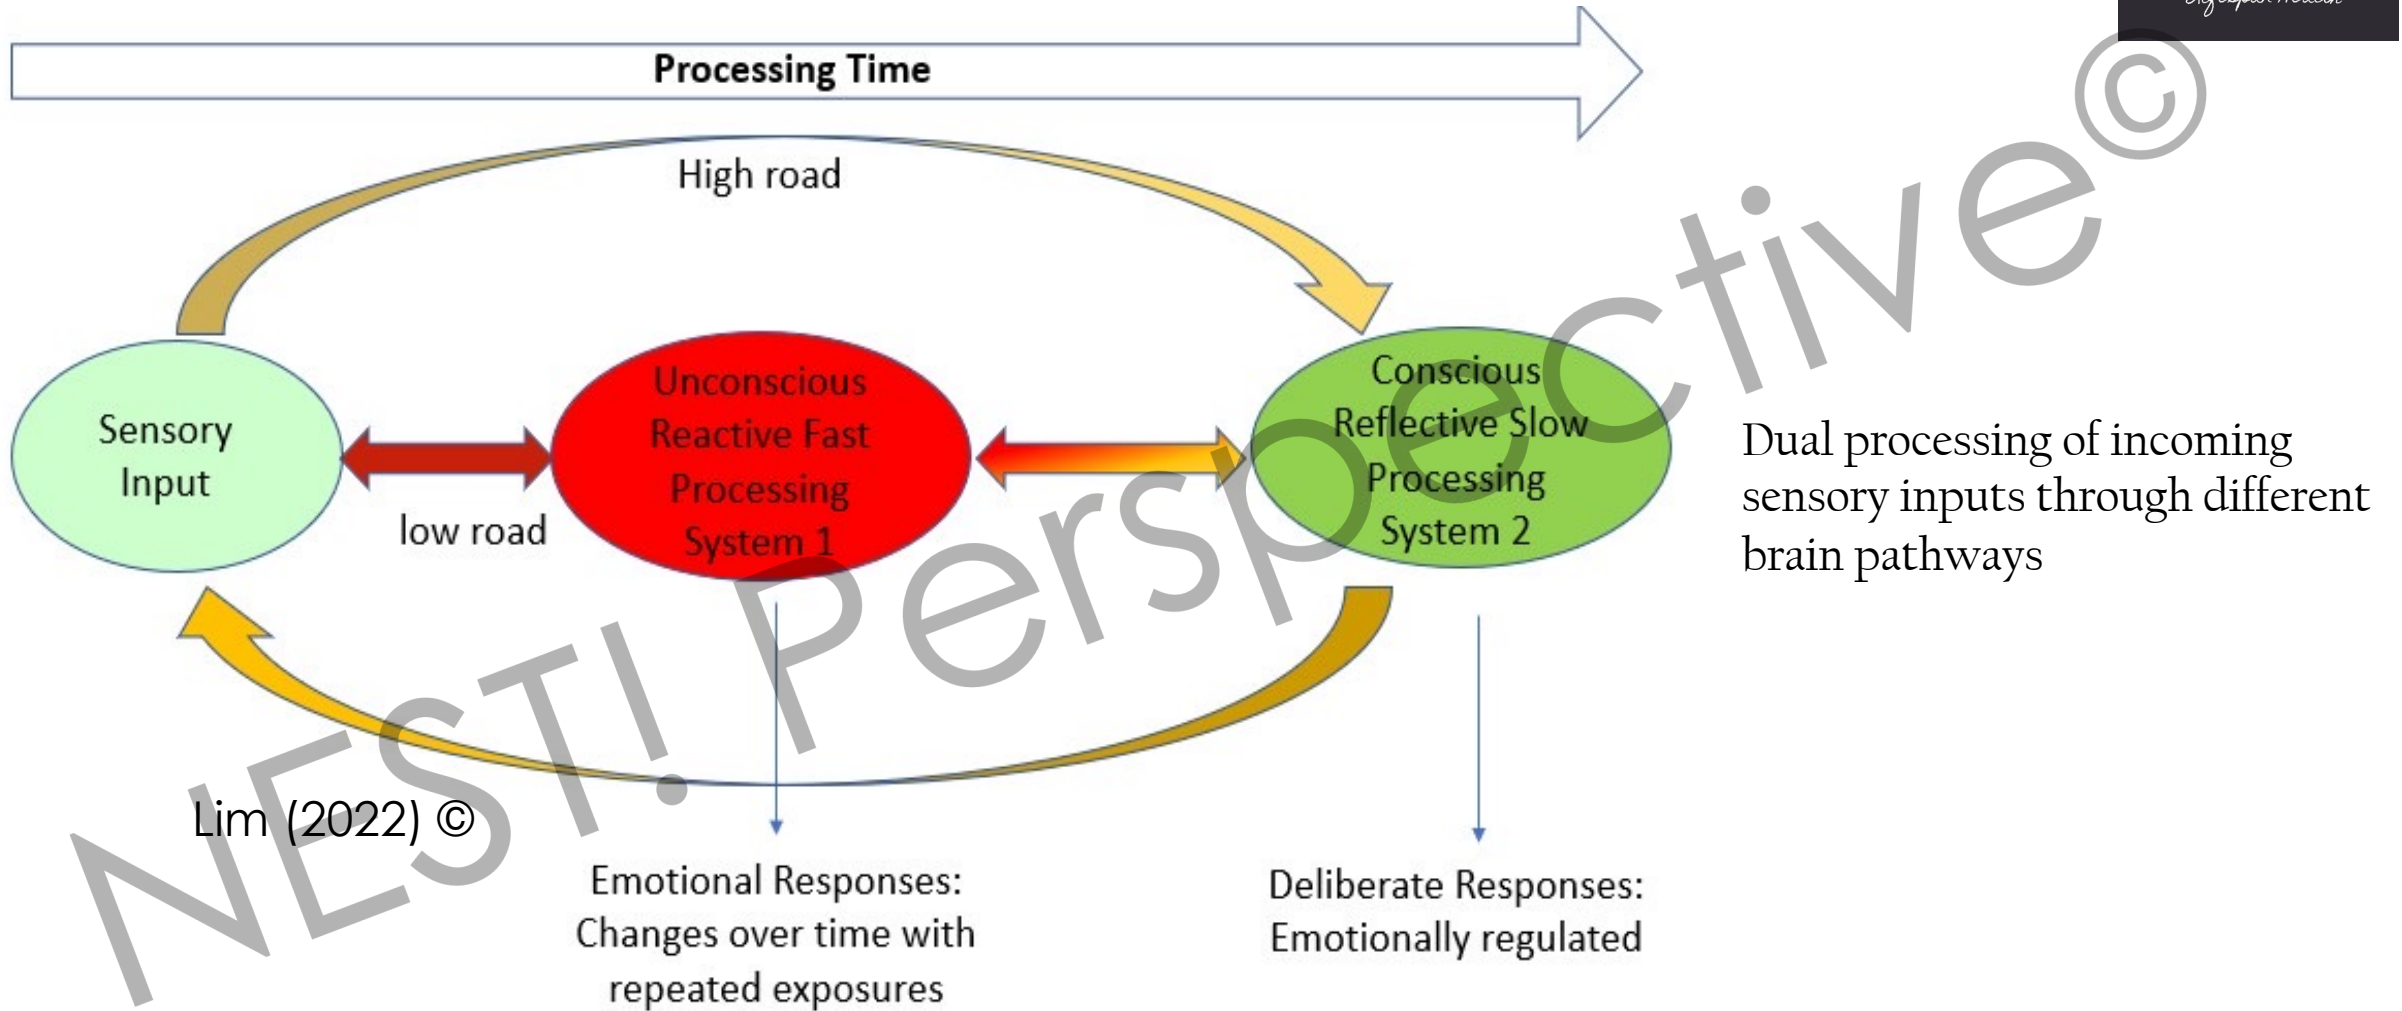 Processing Time
High road
Sensory
Input
low road
Unconscious
Reactive Fast
Processing
System 1
Conscious
Reflective Slow
Processing
System 2
Dual processing of incoming
sensory inputs through different
brain pathways
Lim (2022) ©
Emotional Responses:
Changes over time with
repeated exposures
Deliberate Responses:
Emotionally regulated
NEST! Perspective©